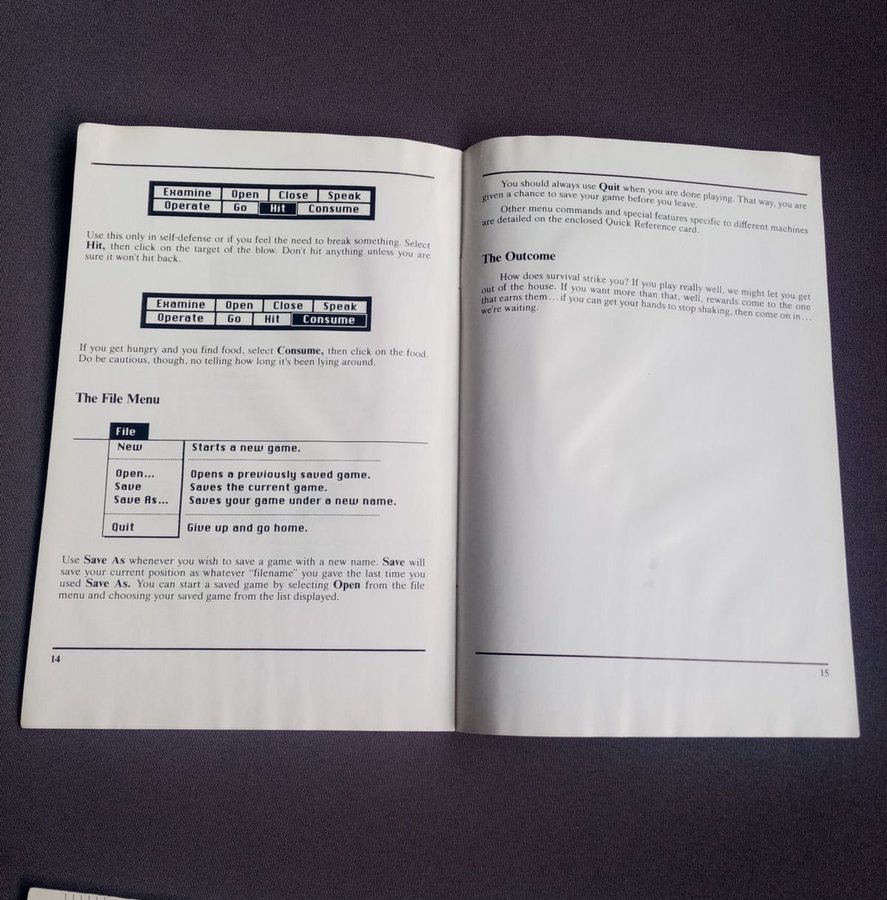 Examine Open Close Speak
Operate Go Hit Consume
Use this only in self-defense or if you feel the need to break something. Select
Hit, then click on the target of the blow. Don't hit anything unless you are
sure it won't hit back.
Examine Open Close Speak
Operate Go Hit Consume
If you get hungry and you find food, select Consume, then click on the food.
Do be cautious, though, no telling how long it's been lying around.
The File Menu
File
New Starts a new game.
Open... Opens a previously saved game.
Save Saves the current game.
Save As... Saves your game under a new name.
Quit Give up and go home.
Use Save As whenever you wish to save a game with a new name. Save will
save your current position as whatever "filename" you gave the last time you
used Save As. You can start a saved game by selecting Open from the file
menu and choosing your saved game from the list displayed.
14
You should always use Quit when you are done playing. That way, you are
given a chance to save your game before you leave.
Other menu commands and special features specific to different machines
are detailed on the enclosed Quick Reference card.
The Outcome
How does survival strike you? If you play really well, we might let you get
out of the house. If you want more than that, well, rewards come to the one
that earns them...if you can get your hands to stop shaking, then come on in...
we're waiting.
15